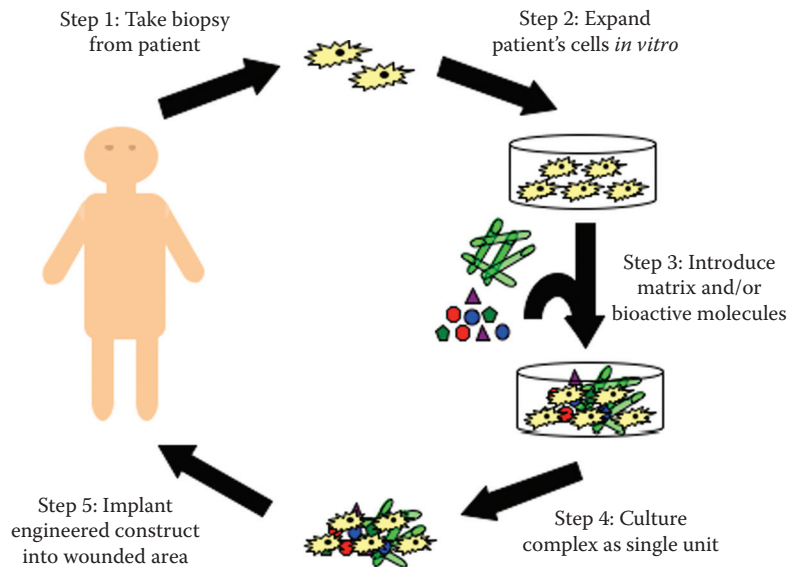 Step 1: Take biopsy
from patient
Step 2: Expand
patient's cells in vitro
Step 3: Introduce
matrix and/or
bioactive molecules
Step 4: Culture
complex as single unit
Step 5: Implant
engineered construct
into wounded area